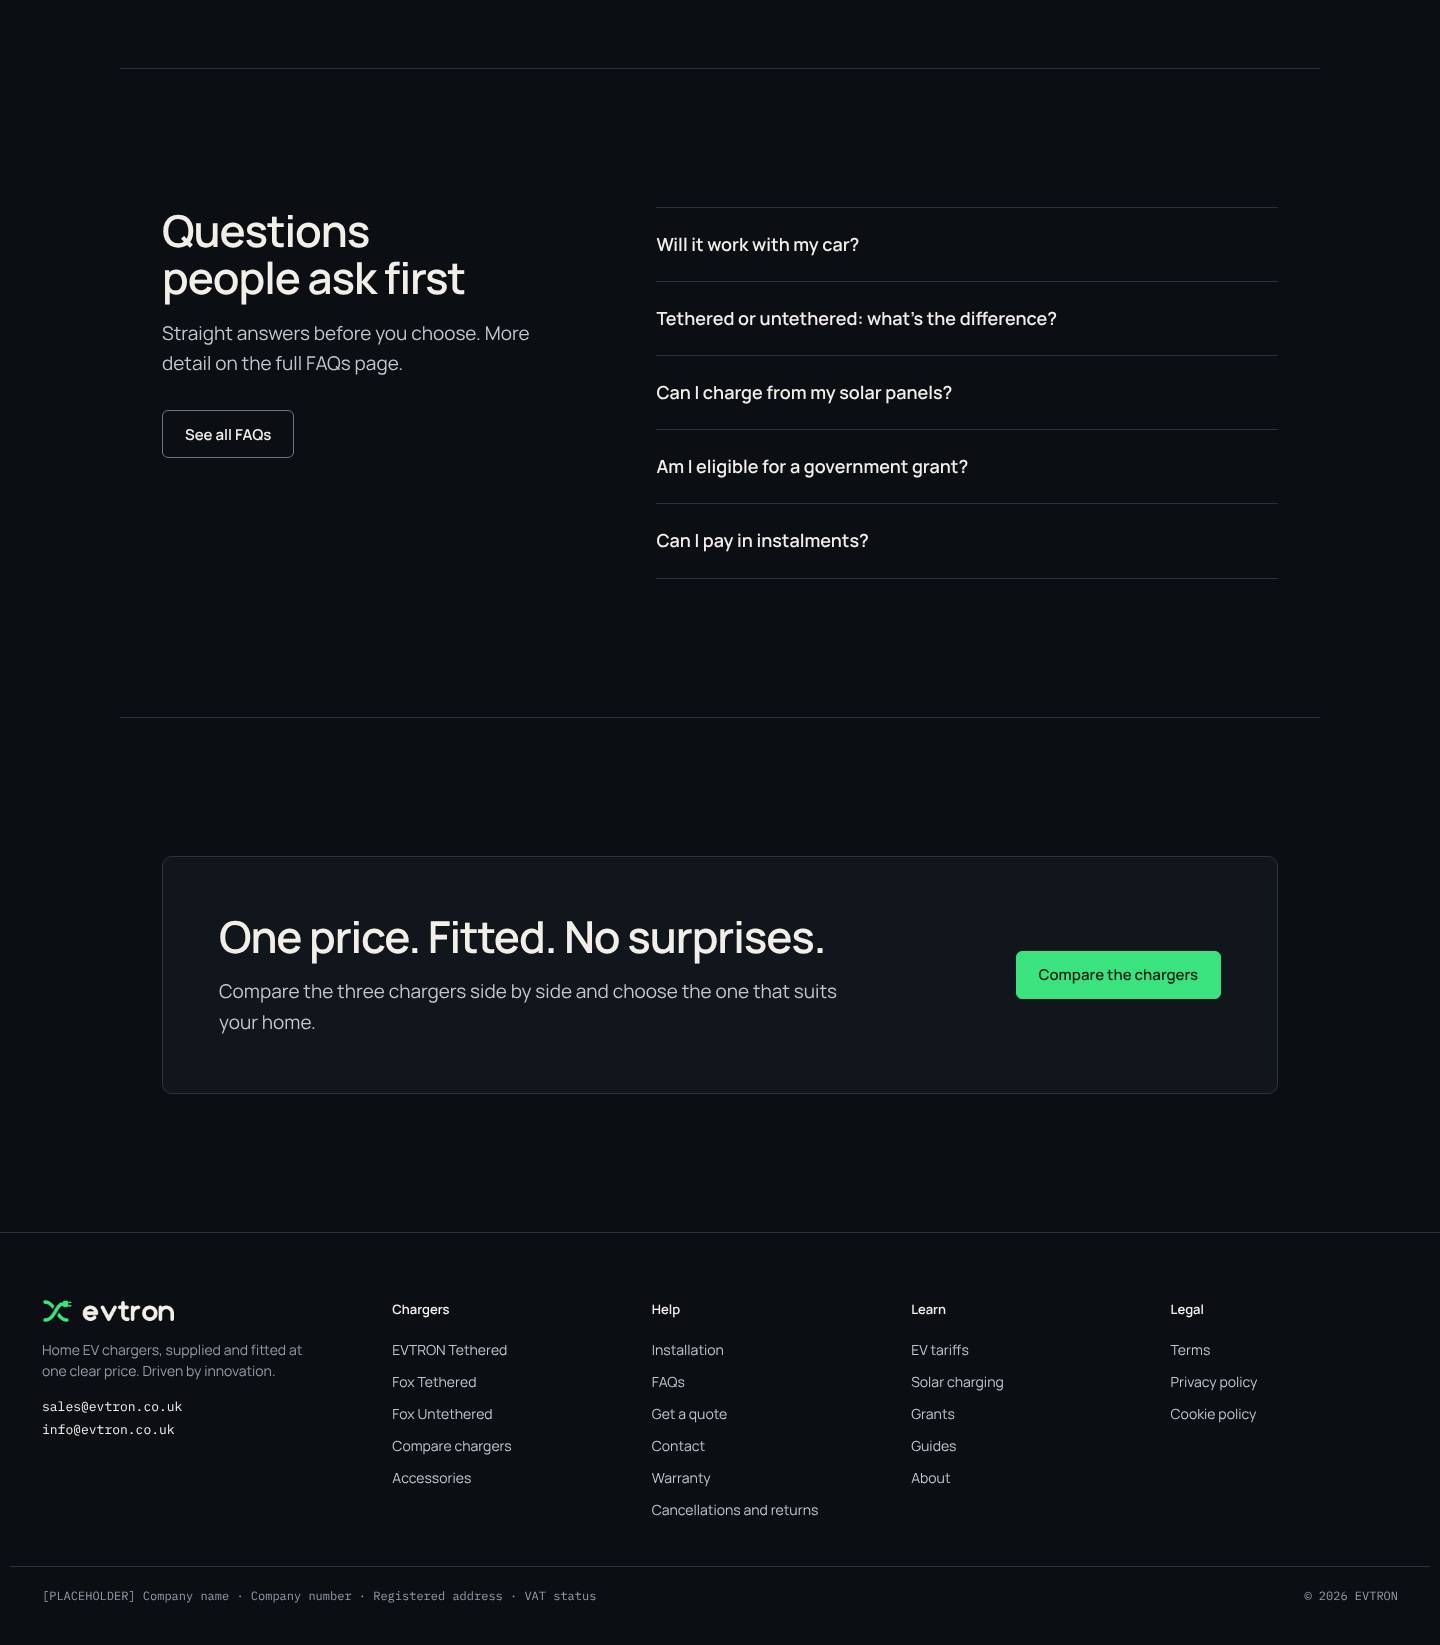 Questions
people ask first
Straight answers before you choose. More
detail on the full FAQs page.
See all FAQs
Will it work with my car?
Tethered or untethered: what's the difference?
Can I charge from my solar panels?
Am I eligible for a government grant?
Can I pay in instalments?
One price. Fitted. No surprises.
Compare the three chargers side by side and choose the one that suits
your home.
Compare the chargers
evtron
Home EV chargers, supplied and fitted at
one clear price. Driven by innovation.
sales@evtron.co.uk
info@evtron.co.uk
Chargers
EVTRON Tethered
Fox Tethered
Fox Untethered
Compare chargers
Accessories
Help
Installation
FAQs
Get a quote
Contact
Warranty
Cancellations and returns
Learn
EV tariffs
Solar charging
Grants
Guides
About
Legal
Terms
Privacy policy
Cookie policy
[PLACEHOLDER] Company name · Company number · Registered address · VAT status
© 2026 EVTRON